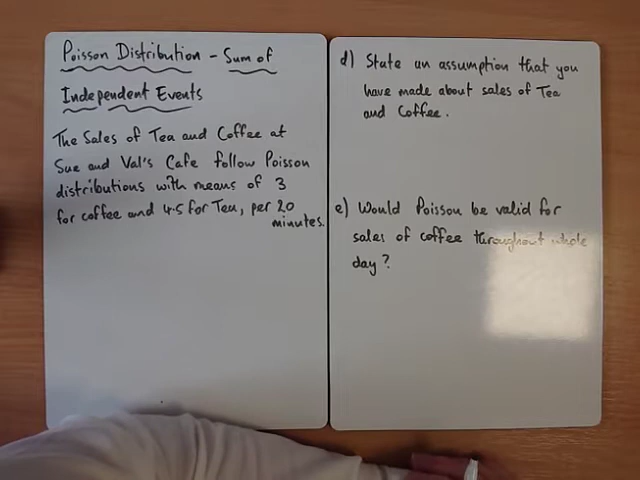 Poisson Distribution - Sum of
Independent Events
The Sales of Tea and Coffee at
Sue and Val's Cafe follow Poisson
distributions with means of 3
for coffee and 4.5 for Tea, per 20
minutes.
d) State an assumption that you
have made about sales of Tea
and Coffee.
e) Would Poisson be valid for
sales of coffee throughout whole
day?